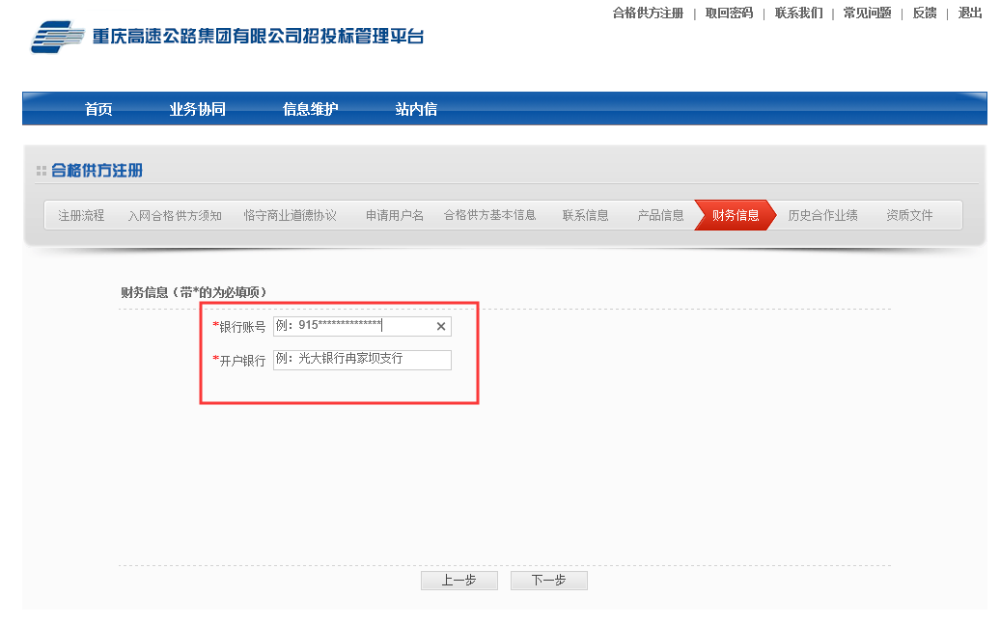 合格供方注册 | 取回密码 | 联系我们 | 常见问题 | 反馈 | 退出
重庆高速公路集团有限公司招投标管理平台
首页 业务协同 信息维护 站内信
合格供方注册
注册流程 入网合格供方须知 恪守商业道德协议 申请用户名 合格供方基本信息 联系信息 产品信息 财务信息 历史合作业绩 资质文件
财务信息（带*的为必填项）
*银行账号 例：915**************
*开户银行 例：光大银行冉家坝支行
上一步 下一步